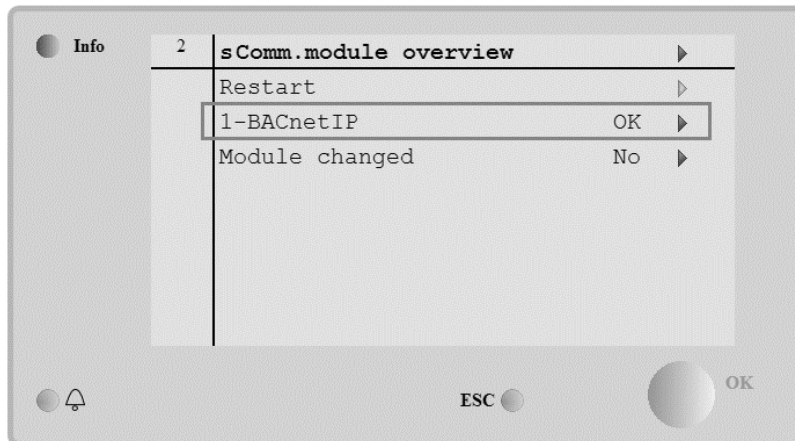 Info
2 sComm.module overview
Restart
1-BACnetIP OK
Module changed No
ESC
OK